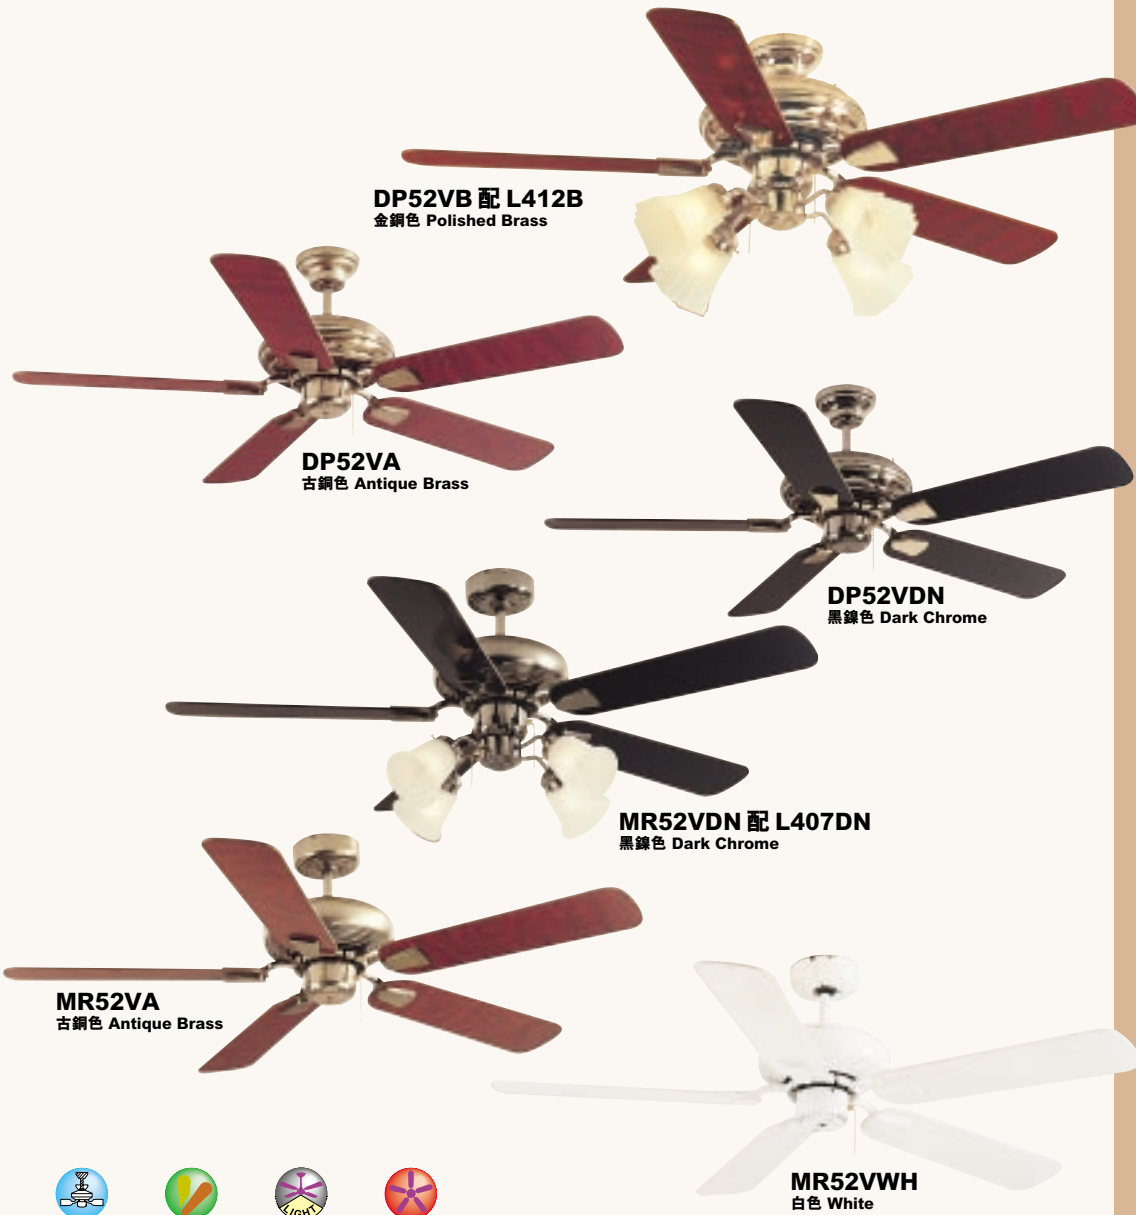 DP52VB 配 L412B
金銅色 Polished Brass
DP52VA
古銅色 Antique Brass
DP52VDN
黑鎳色 Dark Chrome
MR52VDN 配 L407DN
黑鎳色 Dark Chrome
MR52VA
古銅色 Antique Brass
MR52VWH
白色 White
LIGHT